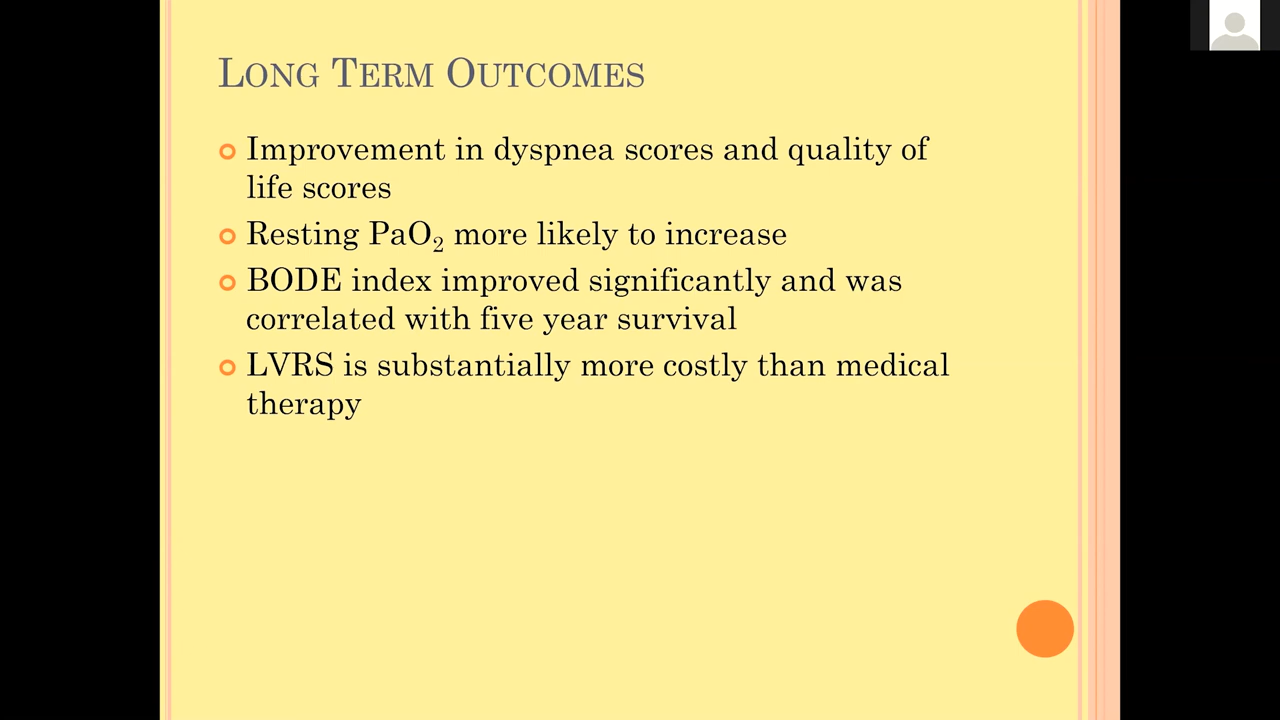 Long Term Outcomes
Improvement in dyspnea scores and quality of
life scores
Resting PaO₂ more likely to increase
BODE index improved significantly and was
correlated with five year survival
LVRS is substantially more costly than medical
therapy